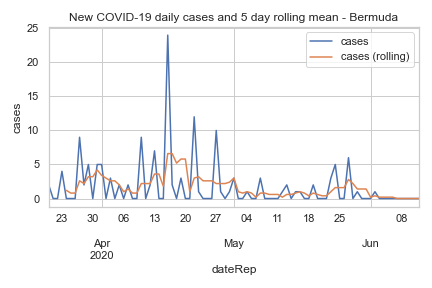 New COVID-19 daily cases and 5 day rolling mean - Bermuda
25
cases
cases (rolling)
20
15
cases
10
5
0
23 30 06 13 20 27 04 11 18 25 08
Apr May Jun
2020
dateRep